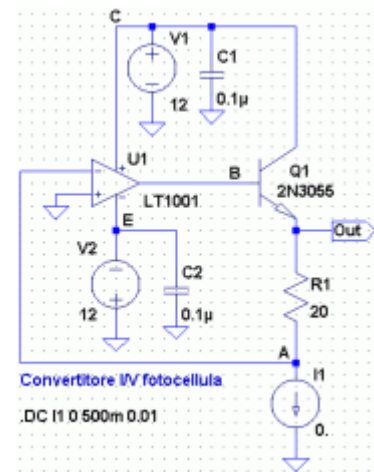 C
V1
C1
12
0.1µ
U1
B
Q1
2N3055
LT1001
E
Out
V2
C2
R1
12
0.1µ
20
A
Convertitore I/V fotocellula
I1
.DC I1 0 500m 0.01
0.